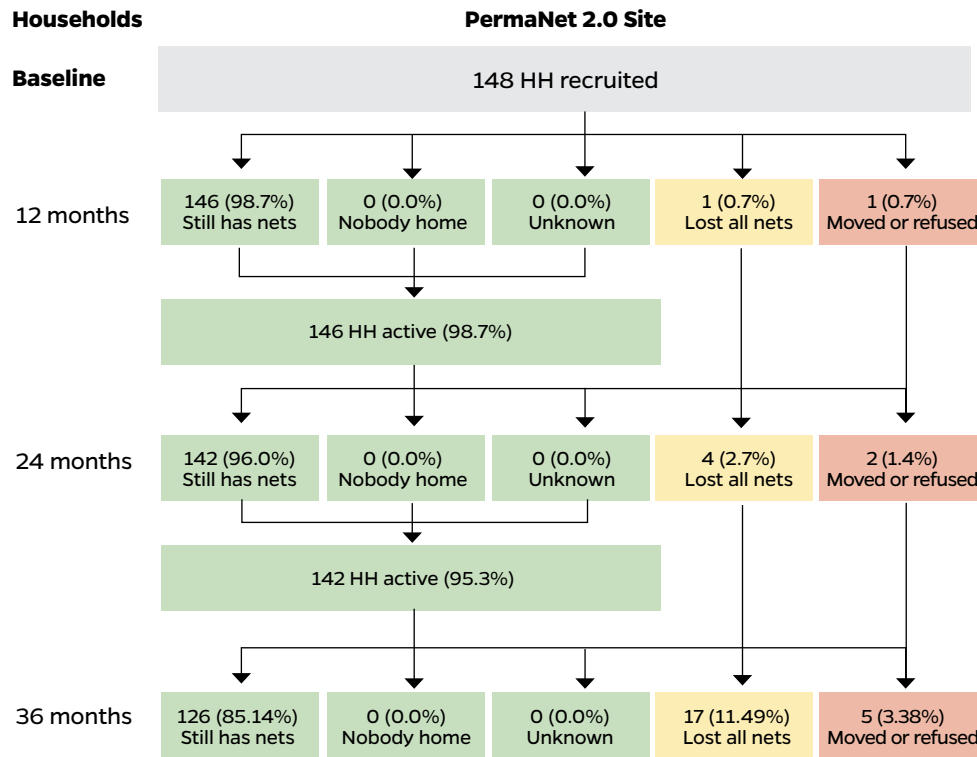 Households
PermaNet 2.0 Site
Baseline
148 HH recruited
12 months
146 (98.7%)
Still has nets
0 (0.0%)
Nobody home
0 (0.0%)
Unknown
1 (0.7%)
Lost all nets
1 (0.7%)
Moved or refused
146 HH active (98.7%)
24 months
142 (96.0%)
Still has nets
0 (0.0%)
Nobody home
0 (0.0%)
Unknown
4 (2.7%)
Lost all nets
2 (1.4%)
Moved or refused
142 HH active (95.3%)
36 months
126 (85.14%)
Still has nets
0 (0.0%)
Nobody home
0 (0.0%)
Unknown
17 (11.49%)
Lost all nets
5 (3.38%)
Moved or refused